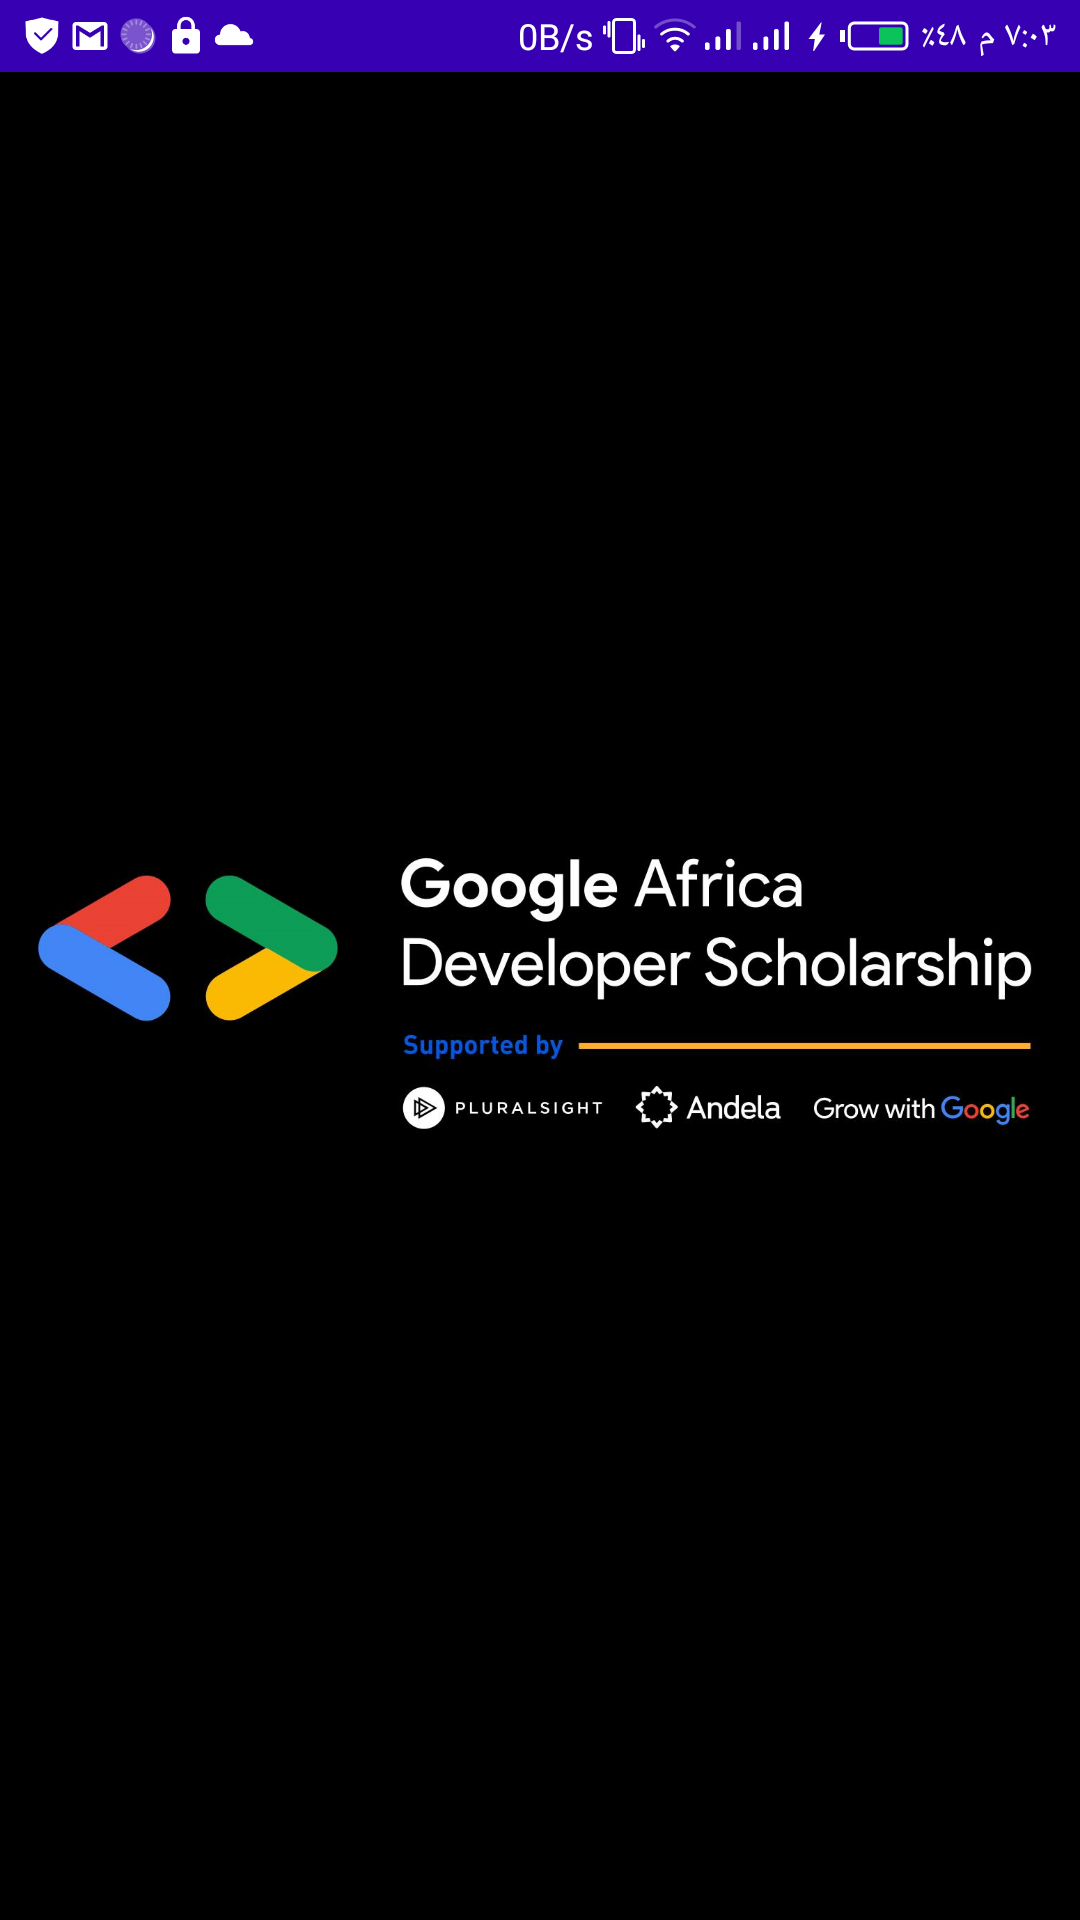 0B/s ٪٤٨ م ٧:٠٣
Google Africa
Developer Scholarship
Supported by
PLURALSIGHT Andela Grow with Google